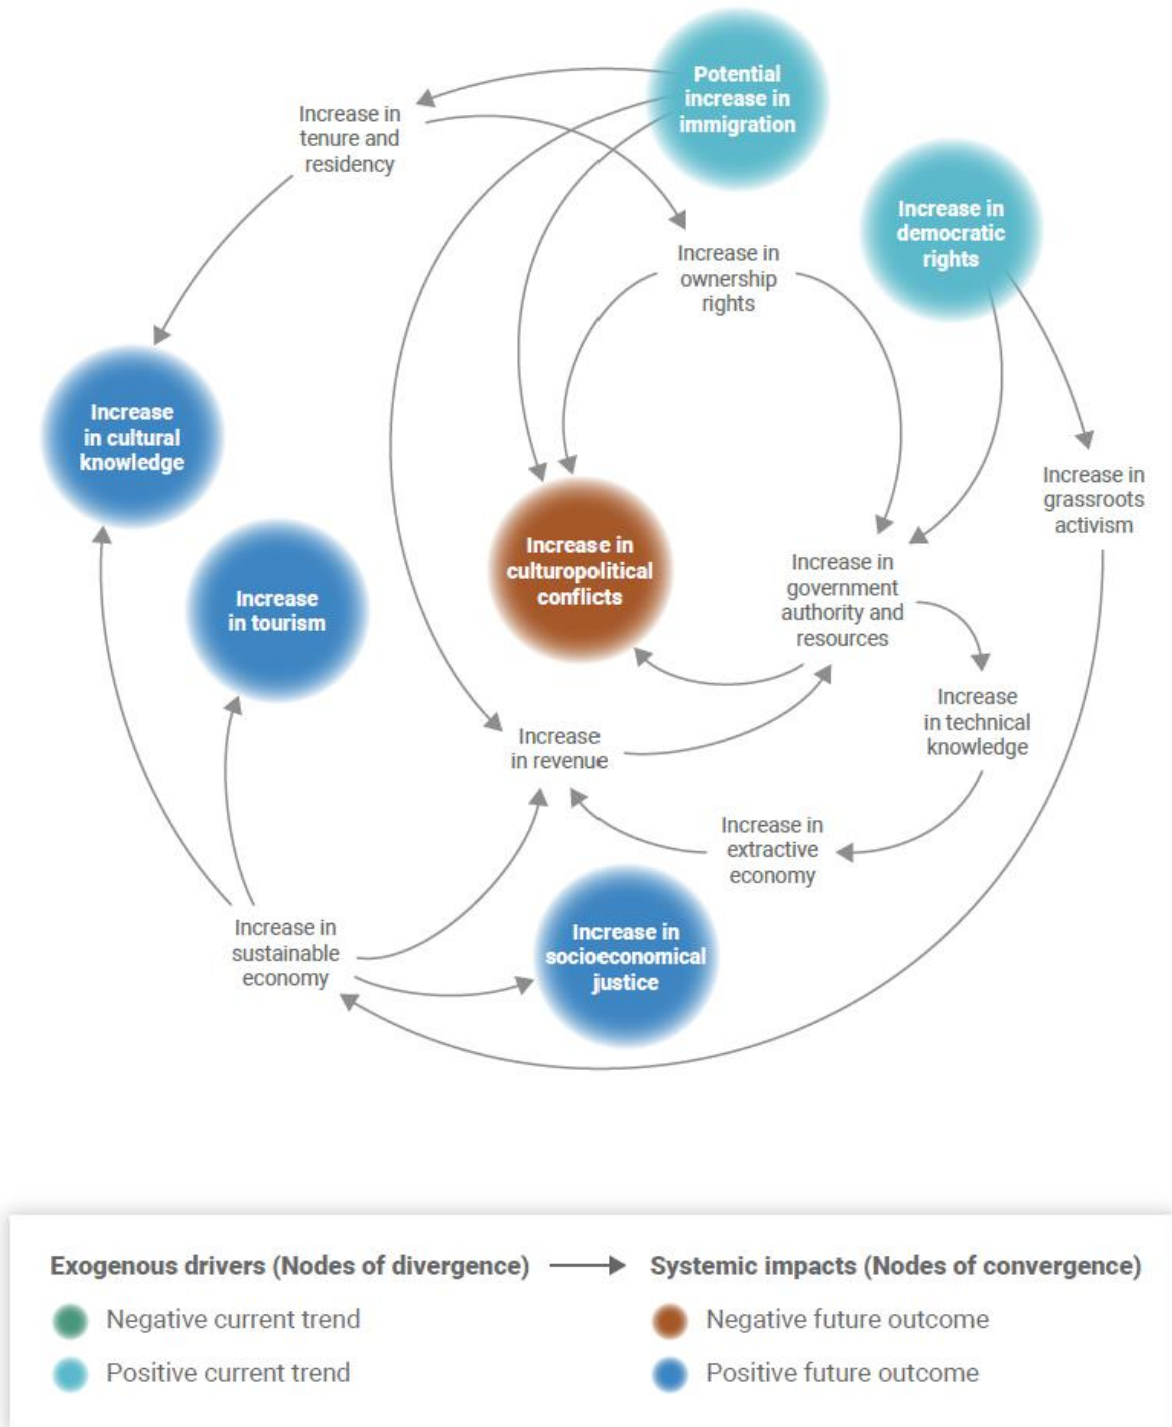 Potential
increase in
immigration
Increase in
tenure and
residency
Increase in
democratic
rights
Increase in
ownership
rights
Increase
in cultural
knowledge
Increase in
grassroots
activism
Increase in
culturopolitical
conflicts
Increase in
government
authority and
resources
Increase
in tourism
Increase
in technical
knowledge
Increase
in revenue
Increase in
extractive
economy
Increase in
sustainable
economy
Increase in
socioeconomical
justice
Exogenous drivers (Nodes of divergence)
Systemic impacts (Nodes of convergence)
Negative current trend
Negative future outcome
Positive current trend
Positive future outcome